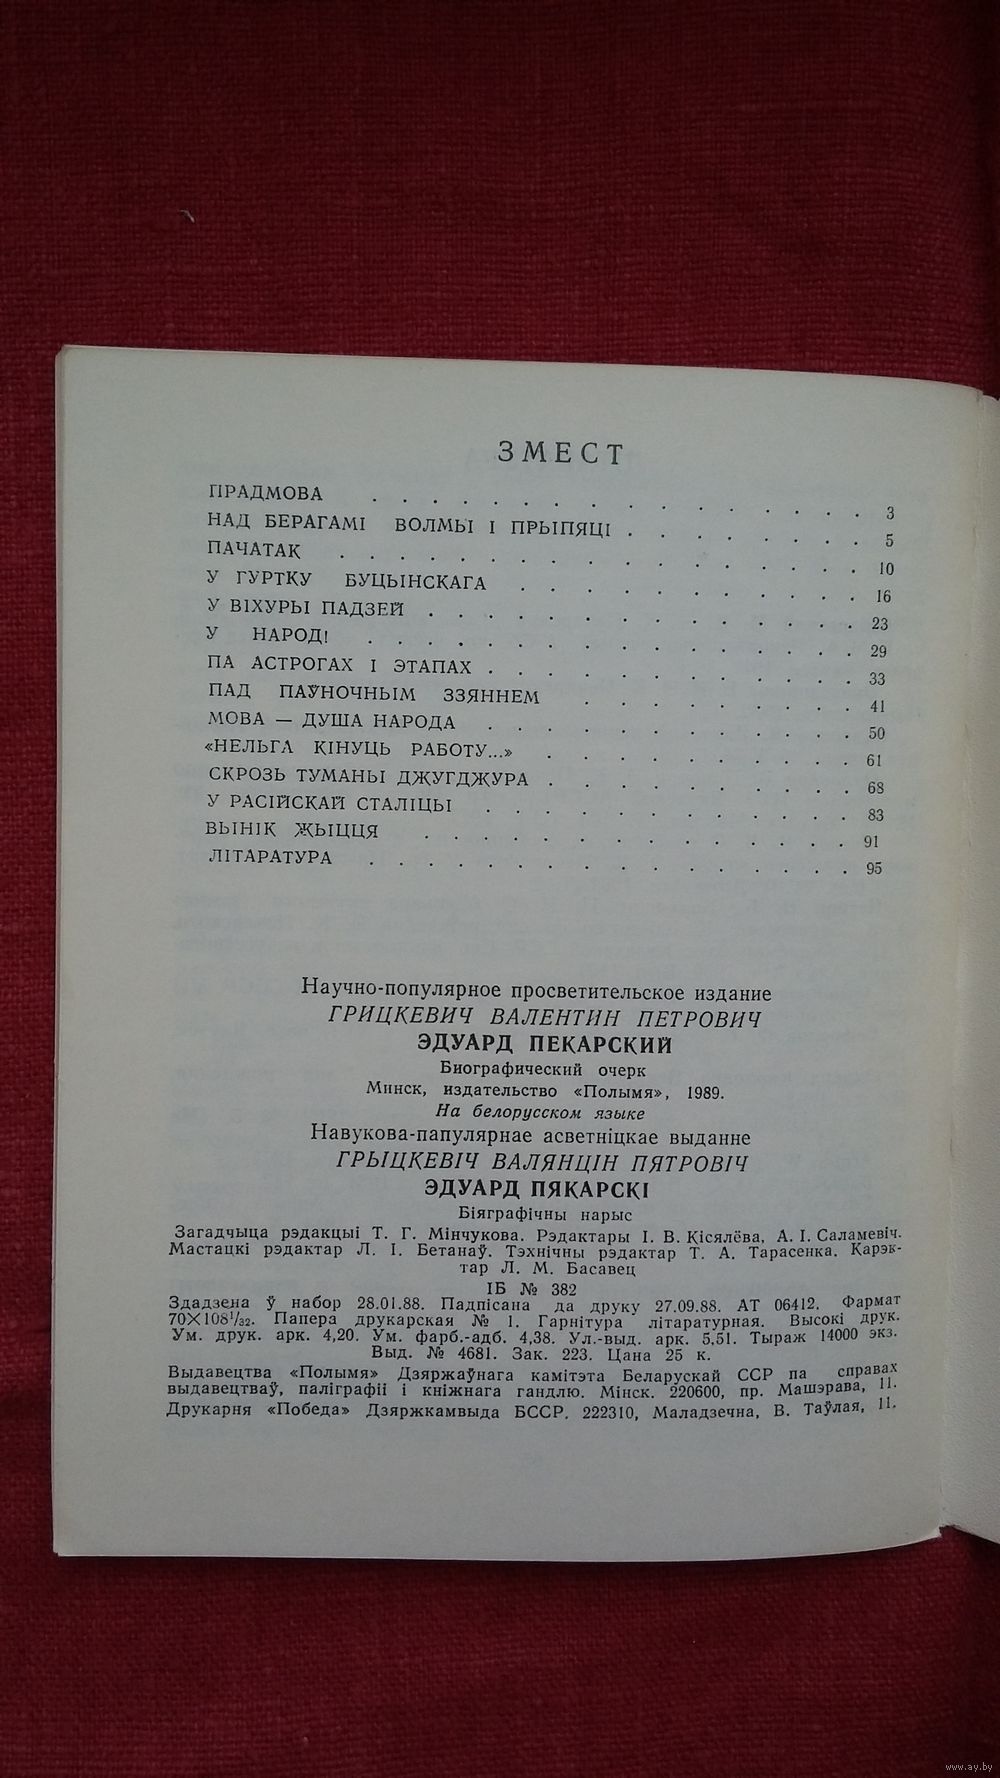 ЗМЕСТ
ПРАДМОВА . . . . . . . . . . . . . . . . 3
НАД БЕРАГАМІ ВОЛМЫ І ПРЫПЯЦІ . . . . . . . . 5
ПАЧАТАК . . . . . . . . . . . . . . . . . 10
У ГУРТКУ БУЦЫНСКАГА . . . . . . . . . . . 16
У ВІХУРЫ ПАДЗЕЙ . . . . . . . . . . . . . . 23
У НАРОД! . . . . . . . . . . . . . . . . 29
ПА АСТРОГАХ І ЭТАПАХ . . . . . . . . . . . . 33
ПАД ПАЎНОЧНЫМ ЗЗЯННЕМ . . . . . . . . . 41
МОВА — ДУША НАРОДА . . . . . . . . . . . . 50
«НЕЛЬГА КІНУЦЬ РАБОТУ...» . . . . . . . . . . 61
СКРОЗЬ ТУМАНЫ ДЖУГДЖУРА . . . . . . . . . . 68
У РАСІЙСКАЙ СТАЛІЦЫ . . . . . . . . . . . . 83
ВЫНІК ЖЫЦЦЯ . . . . . . . . . . . . . . 91
ЛІТАРАТУРА . . . . . . . . . . . . . . . . 95
Научно-популярное просветительское издание
ГРИЦКЕВИЧ ВАЛЕНТИН ПЕТРОВИЧ
ЭДУАРД ПЕКАРСКИЙ
Биографический очерк
Минск, издательство «Полымя», 1989.
На белорусском языке
Навукова-папулярнае асветніцкае выданне
ГРЫЦКЕВІЧ ВАЛЯНЦІН ПЯТРОВІЧ
ЭДУАРД ПЯКАРСКІ
Біяграфічны нарыс
Загадчыца рэдакцыі Т. Г. Мінчукова. Рэдактары І. В. Кісялёва, А. І. Саламевіч.
Мастацкі рэдактар Л. І. Бетанаў. Тэхнічны рэдактар Т. А. Тарасенка. Карэк-
тар Л. М. Басавец
ІБ № 382
Здадзена ў набор 28.01.88. Падпісана да друку 27.09.88. АТ 06412. Фармат
70×108¹/₃₂. Папера друкарская № 1. Гарнітура літаратурная. Высокі друк.
Ум. друк. арк. 4,20. Ум. фарб.-адб. 4,38. Ул.-выд. арк. 5,51. Тыраж 14000 экз.
Выд. № 4681. Зак. 223. Цана 25 к.
Выдавецтва «Полымя» Дзяржаўнага камітэта Беларускай ССР па справах
выдавецтваў, паліграфіі і кніжнага гандлю. Мінск. 220600, пр. Машэрава, 11.
Друкарня «Победа» Дзяржкамвыда БССР. 222310, Маладзечна, В. Таўлая, 11.
www.ay.by